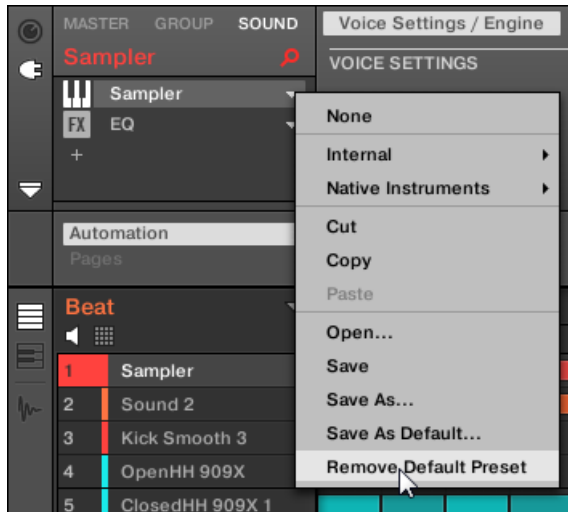 MASTER GROUP SOUND
Sampler
Sampler
FX EQ
+
Automation
Pages
Beat
1 Sampler
2 Sound 2
3 Kick Smooth 3
4 OpenHH 909X
5 ClosedHH 909X 1
Voice Settings / Engine
VOICE SETTINGS
None
Internal
Native Instruments
Cut
Copy
Paste
Open...
Save
Save As...
Save As Default...
Remove Default Preset